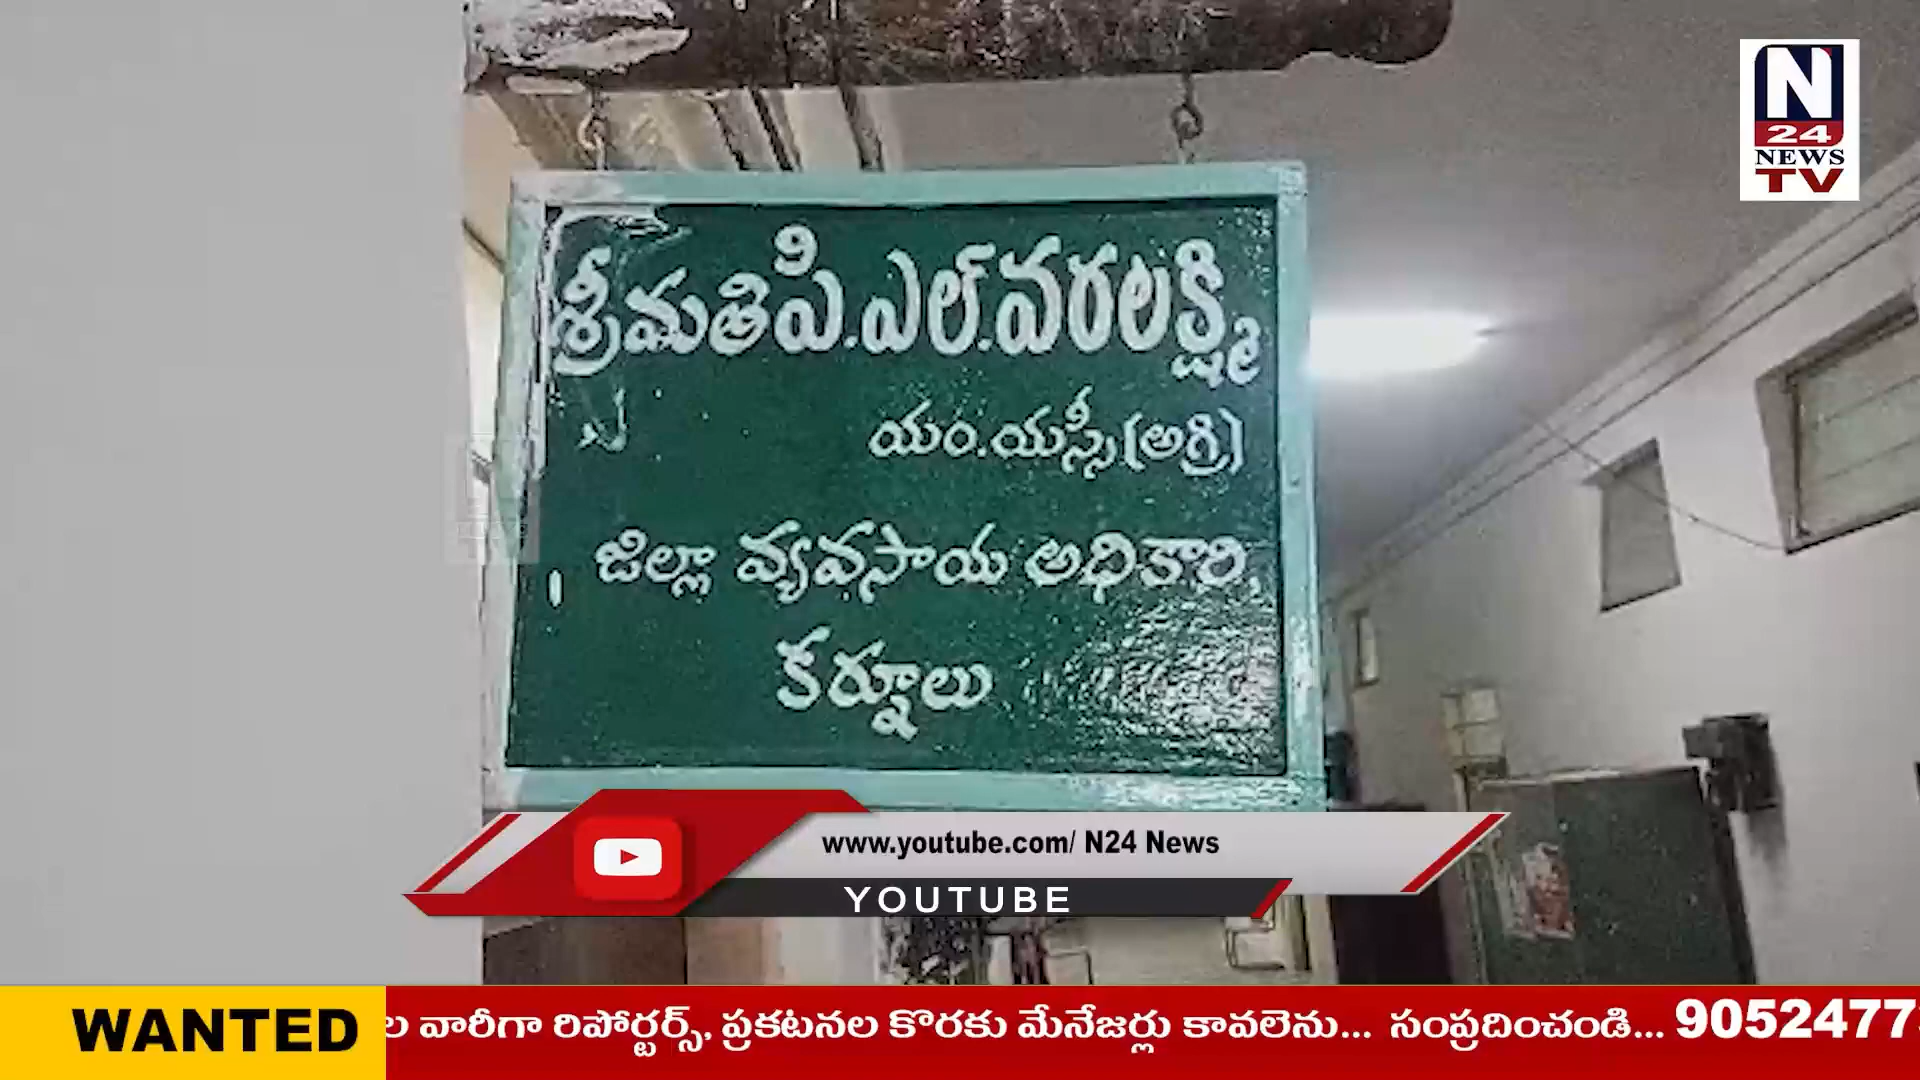 N
24
NEWS
TV
శ్రీమతి పి.ఎల్.వరలక్ష్మి
యం.యస్సీ(అగ్రి)
జిల్లా వ్యవసాయ అధికారి,
కర్నూలు
www.youtube.com/ N24 News
YOUTUBE
WANTED
ల వారీగా రిపోర్టర్స్, ప్రకటనల కొరకు మేనేజర్లు కావలెను... సంప్రదించండి... 9052477